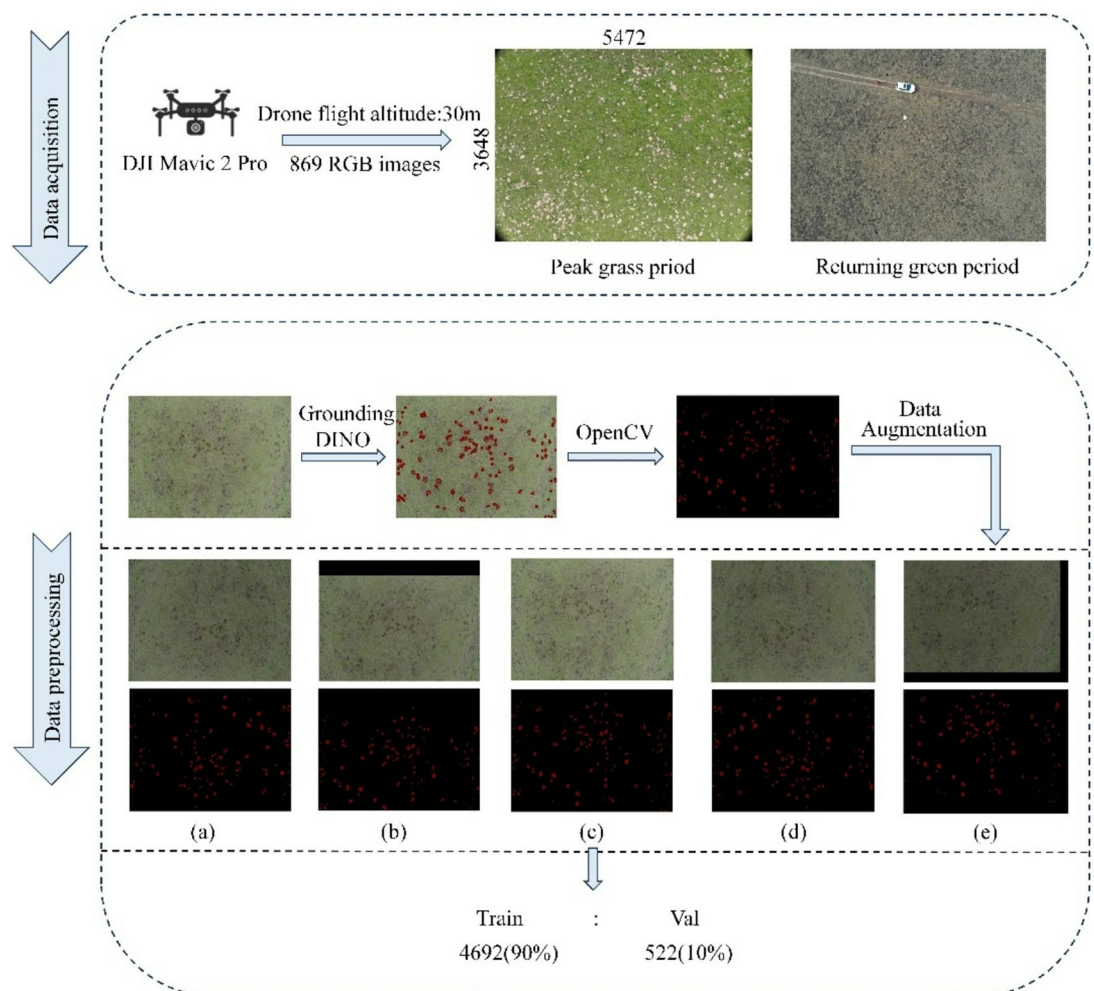 Data acquisition
DJI Mavic 2 Pro
Drone flight altitude:30m
869 RGB images
5472
3648
Peak grass priod
Returning green period
Data preprocessing
Grounding
DINO
OpenCV
Data
Augmentation
(a)
(b)
(c)
(d)
(e)
Train : Val
4692(90%) 522(10%)